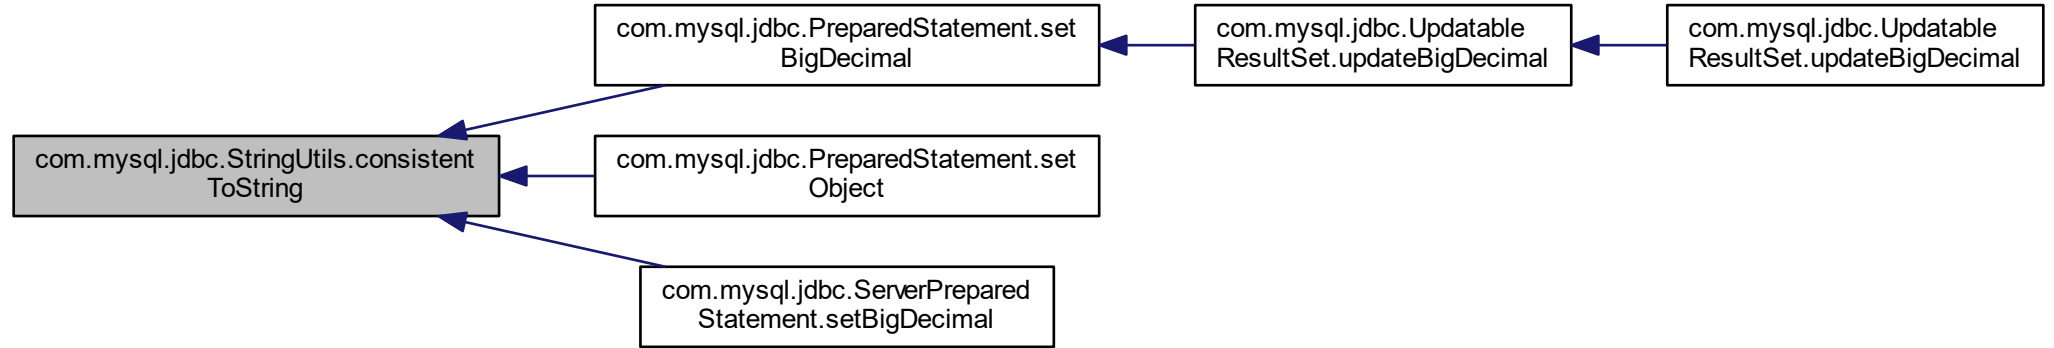 com.mysql.jdbc.PreparedStatement.set
BigDecimal
com.mysql.jdbc.Updatable
ResultSet.updateBigDecimal
com.mysql.jdbc.Updatable
ResultSet.updateBigDecimal
com.mysql.jdbc.StringUtils.consistent
ToString
com.mysql.jdbc.PreparedStatement.set
Object
com.mysql.jdbc.ServerPrepared
Statement.setBigDecimal